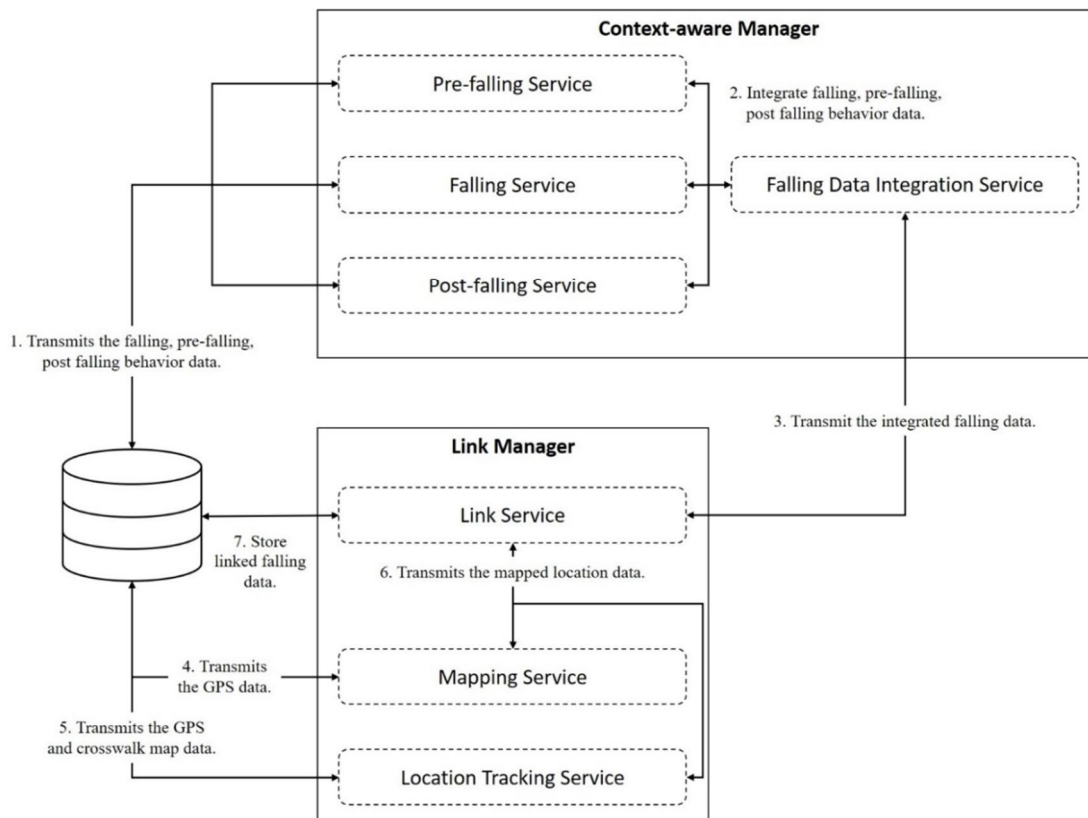 Context-aware Manager
Pre-falling Service
2. Integrate falling, pre-falling,
post falling behavior data.
Falling Service
Falling Data Integration Service
Post-falling Service
1. Transmits the falling, pre-falling,
post falling behavior data.
3. Transmit the integrated falling data.
Link Manager
Link Service
7. Store
linked falling
data.
6. Transmits the mapped location data.
4. Transmits
the GPS data.
Mapping Service
5. Transmits the GPS
and crosswalk map data.
Location Tracking Service